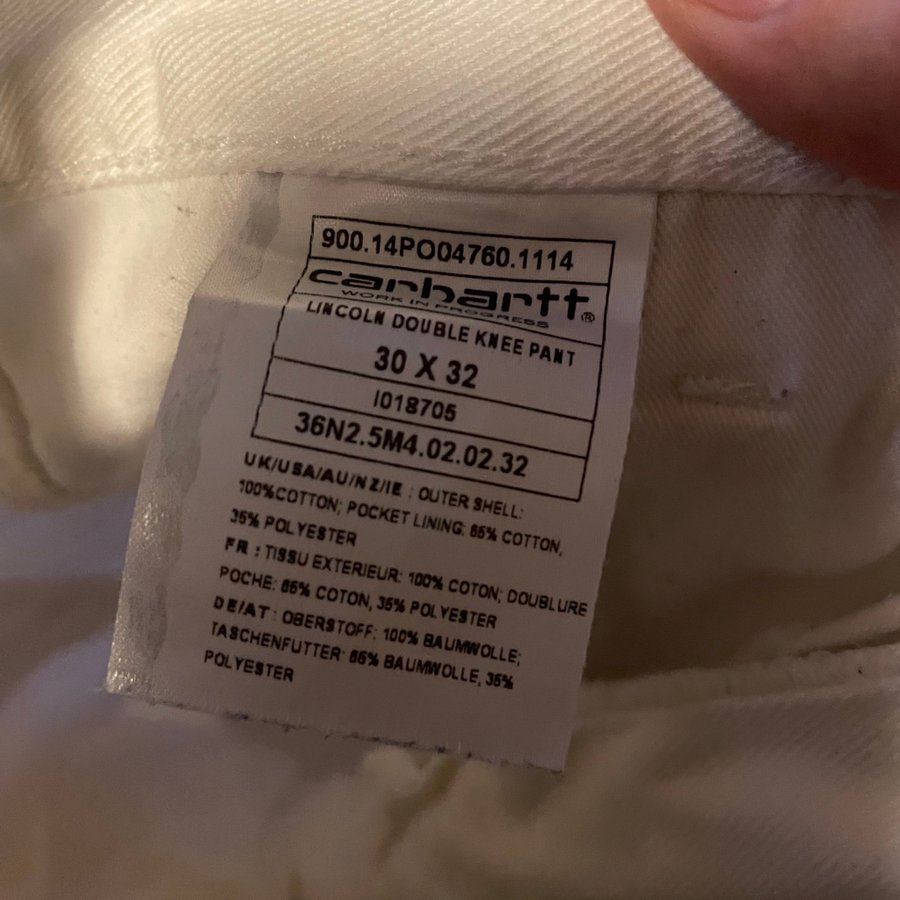 900.14PO04760.1114
carhartt®
WORK IN PROGRESS
LINCOLN DOUBLE KNEE PANT
30 X 32
I018705
36N2.5M4.02.02.32
UK/USA/AU/NZ/IE : OUTER SHELL:
100%COTTON; POCKET LINING: 65% COTTON,
35% POLYESTER
FR : TISSU EXTERIEUR: 100% COTON; DOUBLURE
POCHE: 65% COTON, 35% POLYESTER
DE/AT : OBERSTOFF: 100% BAUMWOLLE;
TASCHENFUTTER: 65% BAUMWOLLE, 35%
POLYESTER